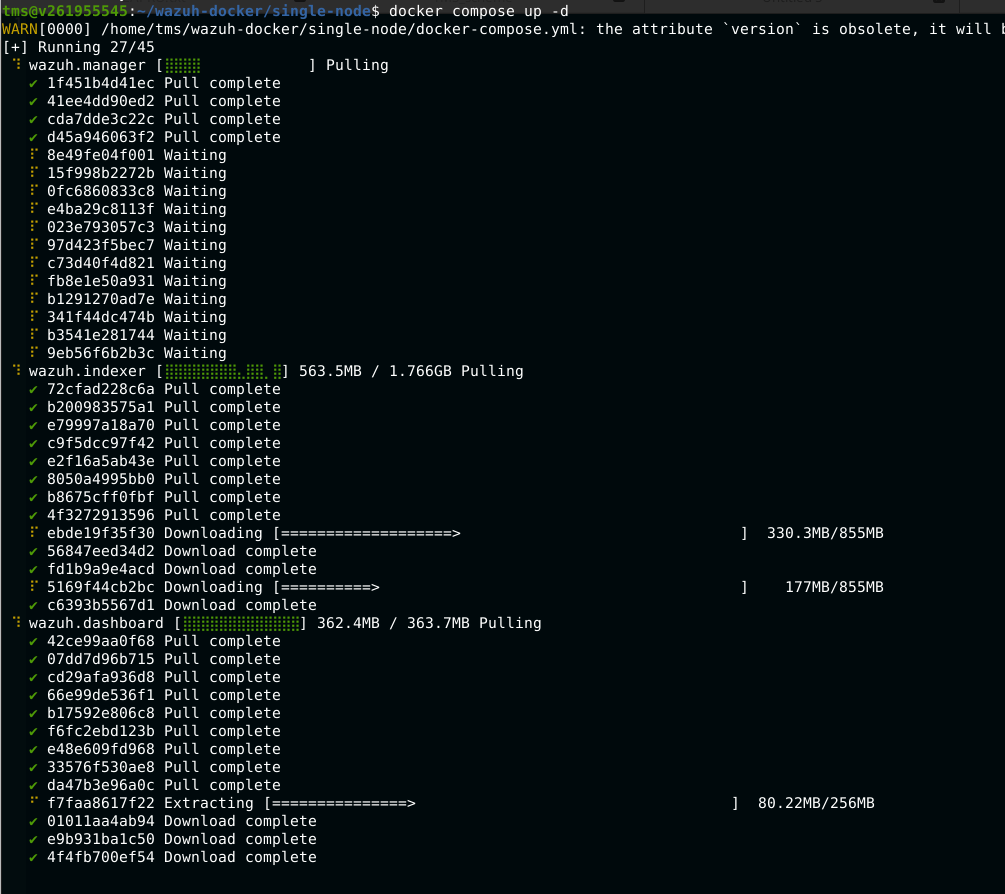 tms@v261955545:~/wazuh-docker/single-node$ docker compose up -d
WARN[0000] /home/tms/wazuh-docker/single-node/docker-compose.yml: the attribute `version` is obsolete, it will
[+] Running 27/45
wazuh.manager [⣿⣿⣿⣿ ] Pulling
✔ 1f451b4d41ec Pull complete
✔ 41ee4dd90ed2 Pull complete
✔ cda7dde3c22c Pull complete
✔ d45a946063f2 Pull complete
8e49fe04f001 Waiting
15f998b2272b Waiting
0fc6860833c8 Waiting
e4ba29c8113f Waiting
023e793057c3 Waiting
97d423f5bec7 Waiting
c73d40f4d821 Waiting
fb8e1e50a931 Waiting
b1291270ad7e Waiting
341f44dc474b Waiting
b3541e281744 Waiting
9eb56f6b2b3c Waiting
wazuh.indexer [⣿⣿⣿⣿⣿⣿⣿⣿⣄⣿⣿⡀⣿] 563.5MB / 1.766GB Pulling
✔ 72cfad228c6a Pull complete
✔ b200983575a1 Pull complete
✔ e79997a18a70 Pull complete
✔ c9f5dcc97f42 Pull complete
✔ e2f16a5ab43e Pull complete
✔ 8050a4995bb0 Pull complete
✔ b8675cff0fbf Pull complete
✔ 4f3272913596 Pull complete
ebde19f35f30 Downloading [===================> ] 330.3MB/855MB
✔ 56847eed34d2 Download complete
✔ fd1b9a9e4acd Download complete
5169f44cb2bc Downloading [==========> ] 177MB/855MB
✔ c6393b5567d1 Download complete
wazuh.dashboard [⣿⣿⣿⣿⣿⣿⣿⣿⣿⣿⣿⣿⣿] 362.4MB / 363.7MB Pulling
✔ 42ce99aa0f68 Pull complete
✔ 07dd7d96b715 Pull complete
✔ cd29afa936d8 Pull complete
✔ 66e99de536f1 Pull complete
✔ b17592e806c8 Pull complete
✔ f6fc2ebd123b Pull complete
✔ e48e609fd968 Pull complete
✔ 33576f530ae8 Pull complete
✔ da47b3e96a0c Pull complete
f7faa8617f22 Extracting [===============> ] 80.22MB/256MB
✔ 01011aa4ab94 Download complete
✔ e9b931ba1c50 Download complete
✔ 4f4fb700ef54 Download complete